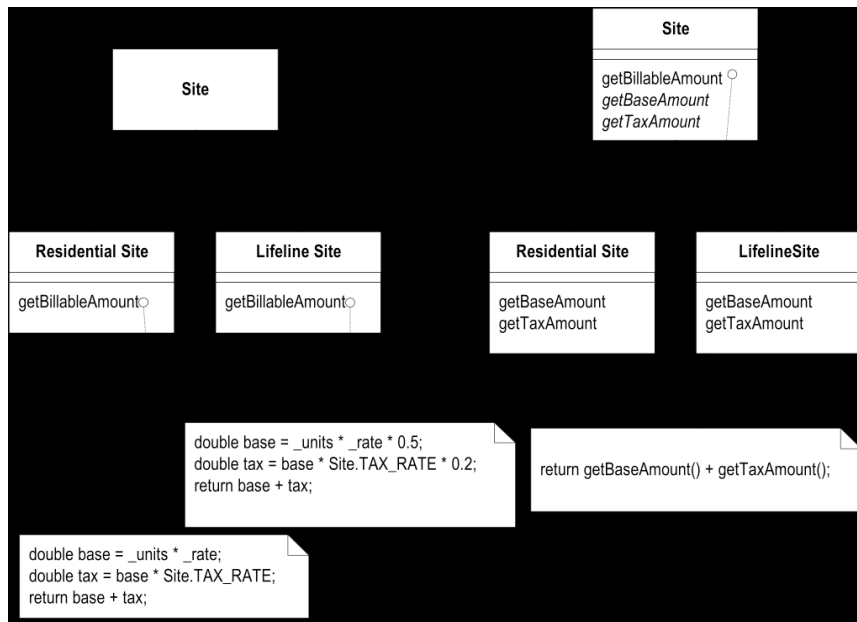 Site
Site
getBillableAmount
getBaseAmount
getTaxAmount
Residential Site
getBillableAmount
Lifeline Site
getBillableAmount
Residential Site
getBaseAmount
getTaxAmount
LifelineSite
getBaseAmount
getTaxAmount
double base = _units * _rate * 0.5;
double tax = base * Site.TAX_RATE * 0.2;
return base + tax;
return getBaseAmount() + getTaxAmount();
double base = _units * _rate;
double tax = base * Site.TAX_RATE;
return base + tax;